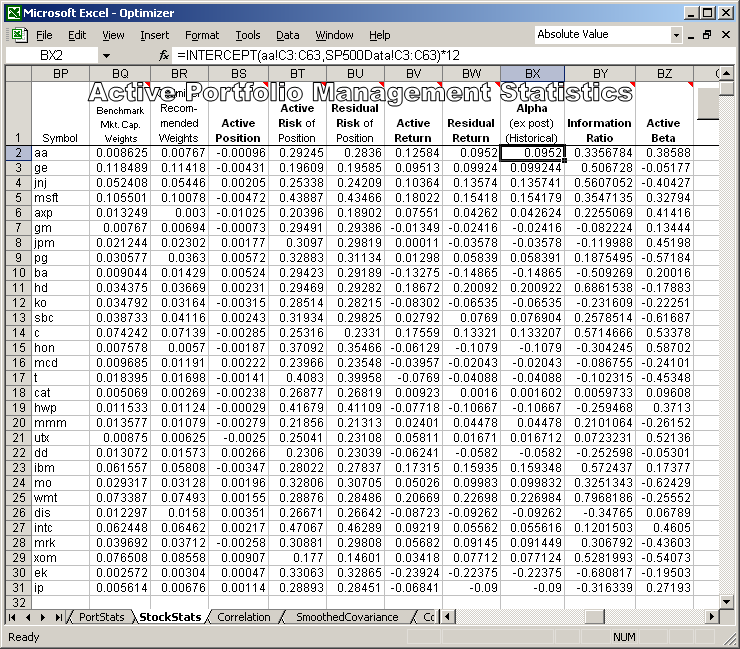 Microsoft Excel - Optimizer
File Edit View Insert Format Tools Data Window Help Absolute Value
BX2 fx =INTERCEPT(aa!C3:C63,SP500Data!C3:C63)*12
BP BQ BR BS BT BU BV BW BX BY BZ
Active Portfolio Management Statistics
Symbol
Benchmark Mkt. Cap. Weights
Recom- mended Weights
Active Position
Active Risk of Position
Residual Risk of Position
Active Return
Residual Return
Alpha (ex post) (Historical)
Information Ratio
Active Beta
1
2 aa 0.008625 0.00767 -0.00096 0.29245 0.2836 0.12584 0.0952 0.0952 0.3356784 0.38588
3 ge 0.118489 0.11418 -0.00431 0.19609 0.19585 0.09513 0.09924 0.099244 0.506728 -0.05177
4 jnj 0.052408 0.05446 0.00205 0.25338 0.24209 0.10364 0.13574 0.135741 0.5607052 -0.40427
5 msft 0.105501 0.10078 -0.00472 0.43887 0.43466 0.18022 0.15418 0.154179 0.3547135 0.32794
6 axp 0.013249 0.003 -0.01025 0.20396 0.18902 0.07551 0.04262 0.042624 0.2255069 0.41416
7 gm 0.00767 0.00694 -0.00073 0.29491 0.29386 -0.01349 -0.02416 -0.02416 -0.082224 0.13444
8 jpm 0.021244 0.02302 0.00177 0.3097 0.29819 0.00011 -0.03578 -0.03578 -0.119988 0.45198
9 pg 0.030577 0.0363 0.00572 0.32883 0.31134 0.01298 0.05839 0.058391 0.1875495 -0.57184
10 ba 0.009044 0.01429 0.00524 0.29423 0.29189 -0.13275 -0.14865 -0.14865 -0.509269 0.20016
11 hd 0.034375 0.03669 0.00231 0.29469 0.29282 0.18672 0.20092 0.200922 0.6861538 -0.17883
12 ko 0.034792 0.03164 -0.00315 0.28514 0.28215 -0.08302 -0.06535 -0.06535 -0.231609 -0.22251
13 sbc 0.038733 0.04116 0.00243 0.31934 0.29825 0.02792 0.0769 0.076904 0.2578514 -0.61687
14 c 0.074242 0.07139 -0.00285 0.25316 0.2331 0.17559 0.13321 0.133207 0.5714666 0.53378
15 hon 0.007578 0.0057 -0.00187 0.37092 0.35466 -0.06129 -0.1079 -0.1079 -0.304245 0.58702
16 mcd 0.009685 0.01191 0.00222 0.23966 0.23548 -0.03957 -0.02043 -0.02043 -0.086755 -0.24101
17 t 0.018395 0.01698 -0.00141 0.4083 0.39958 -0.0769 -0.04088 -0.04088 -0.102315 -0.45348
18 cat 0.005069 0.00269 -0.00238 0.26877 0.26819 0.00923 0.0016 0.001602 0.0059733 0.09608
19 hwp 0.011533 0.01124 -0.00029 0.41679 0.41109 -0.07718 -0.10667 -0.10667 -0.259468 0.3713
20 mmm 0.013577 0.01079 -0.00279 0.21856 0.21313 0.02401 0.04478 0.04478 0.2101064 -0.26152
21 utx 0.00875 0.00625 -0.0025 0.25041 0.23108 0.05811 0.01671 0.016712 0.0723231 0.52136
22 dd 0.013072 0.01573 0.00266 0.2306 0.23039 -0.06241 -0.0582 -0.0582 -0.252598 -0.05301
23 ibm 0.061557 0.05808 -0.00347 0.28022 0.27837 0.17315 0.15935 0.159348 0.572437 0.17377
24 mo 0.029317 0.03128 0.00196 0.32806 0.30705 0.05026 0.09983 0.099832 0.3251343 -0.62429
25 wmt 0.073387 0.07493 0.00155 0.28876 0.28486 0.20669 0.22698 0.226984 0.7968186 -0.25552
26 dis 0.012297 0.0158 0.00351 0.26671 0.26642 -0.08723 -0.09262 -0.09262 -0.34765 0.06789
27 intc 0.062448 0.06462 0.00217 0.47067 0.46289 0.09219 0.05562 0.055616 0.1201503 0.4605
28 mrk 0.039692 0.03712 -0.00258 0.30881 0.29808 0.05682 0.09145 0.091449 0.306792 -0.43603
29 xom 0.076508 0.08558 0.00907 0.177 0.14601 0.03418 0.07712 0.077124 0.5281993 -0.54073
30 ek 0.002572 0.00304 0.00047 0.33063 0.32865 -0.23924 -0.22375 -0.22375 -0.680817 -0.19503
31 ip 0.005614 0.00676 0.00114 0.28893 0.28451 -0.06841 -0.09 -0.09 -0.316339 0.27193
32
PortStats StockStats Correlation SmoothedCovariance
Ready NUM